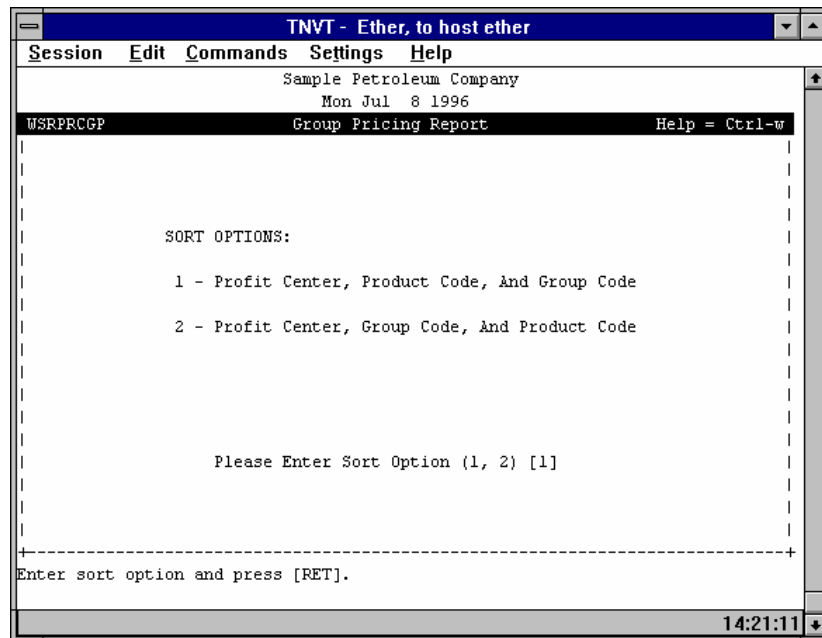 TNVT - Ether, to host ether
Session Edit Commands Settings Help
Sample Petroleum Company
Mon Jul 8 1996
WSRPRCGP Group Pricing Report Help = Ctrl-w
SORT OPTIONS:
1 - Profit Center, Product Code, And Group Code
2 - Profit Center, Group Code, And Product Code
Please Enter Sort Option (1, 2) [1]
Enter sort option and press [RET].
14:21:11